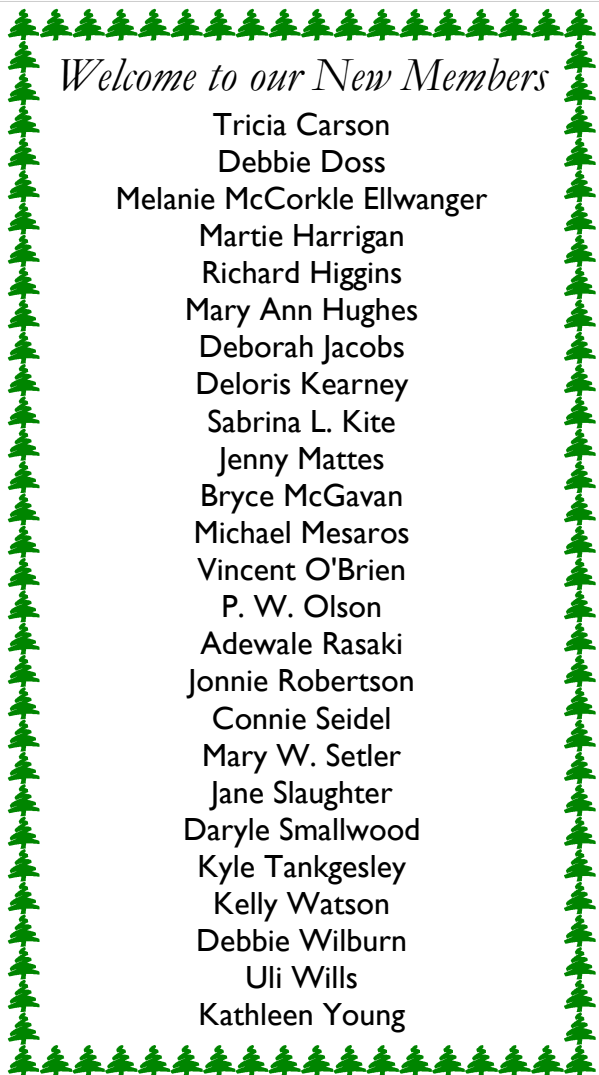 Welcome to our New Members
Tricia Carson
Debbie Doss
Melanie McCorkle Ellwanger
Martie Harrigan
Richard Higgins
Mary Ann Hughes
Deborah Jacobs
Deloris Kearney
Sabrina L. Kite
Jenny Mattes
Bryce McGavan
Michael Mesaros
Vincent O'Brien
P. W. Olson
Adewale Rasaki
Jonnie Robertson
Connie Seidel
Mary W. Setler
Jane Slaughter
Daryle Smallwood
Kyle Tankgesley
Kelly Watson
Debbie Wilburn
Uli Wills
Kathleen Young